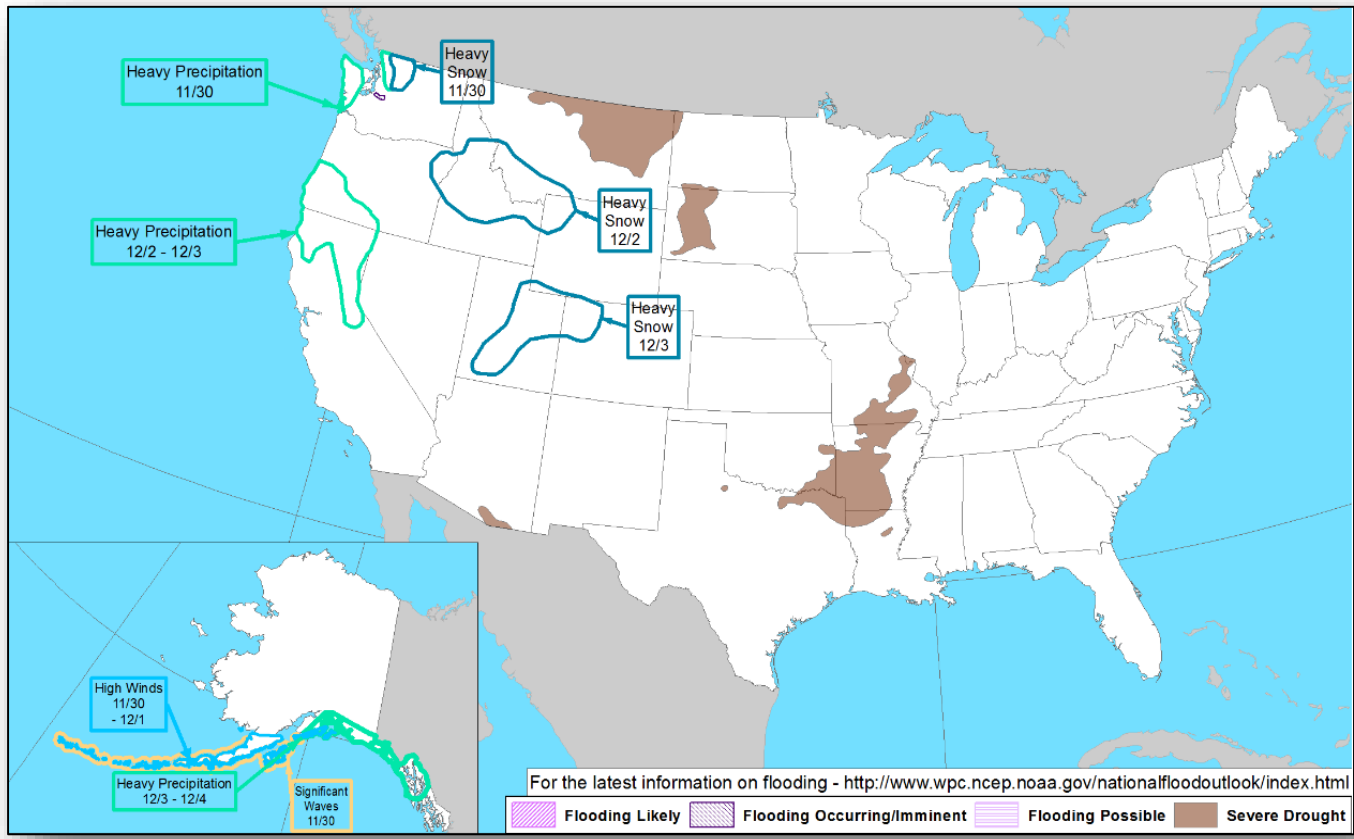 Heavy Precipitation
11/30
Heavy
Snow
11/30
Heavy Precipitation
12/2 - 12/3
Heavy
Snow
12/2
Heavy
Snow
12/3
High Winds
11/30
- 12/1
Heavy Precipitation
12/3 - 12/4
Significant
Waves
11/30
For the latest information on flooding - http://www.wpc.ncep.noaa.gov/nationalfloodoutlook/index.html
Flooding Likely Flooding Occurring/Imminent Flooding Possible Severe Drought